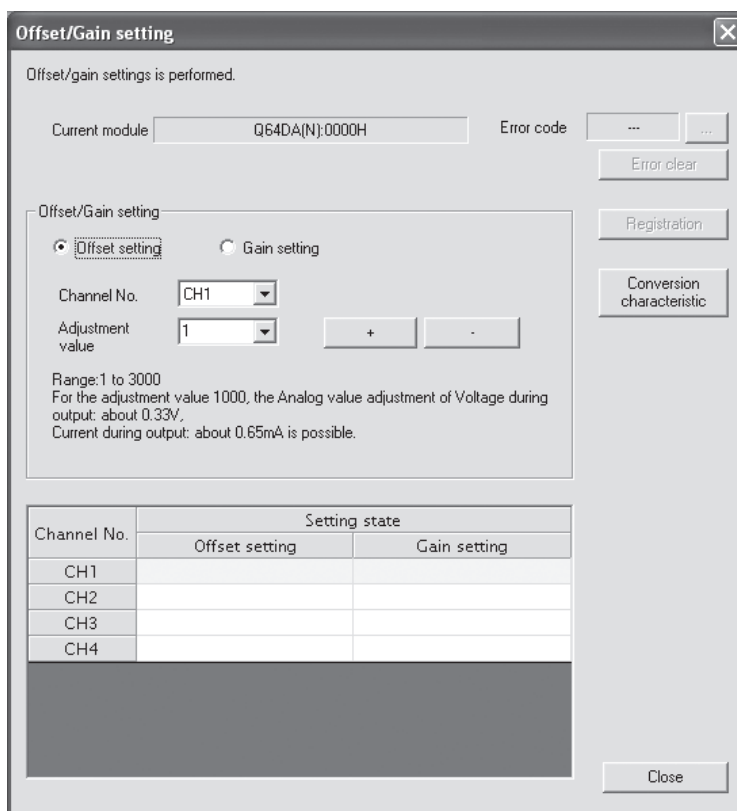 Offset/Gain setting
Offset/gain settings is performed.
Current module Q64DA(N):0000H Error code --- ...
Error clear
Offset/Gain setting
Registration
Offset setting Gain setting
Conversion characteristic
Channel No. CH1
Adjustment value 1 + -
Range:1 to 3000
For the adjustment value 1000, the Analog value adjustment of Voltage during
output: about 0.33V,
Current during output: about 0.65mA is possible.
Channel No. Setting state
Offset setting Gain setting
CH1
CH2
CH3
CH4
Close